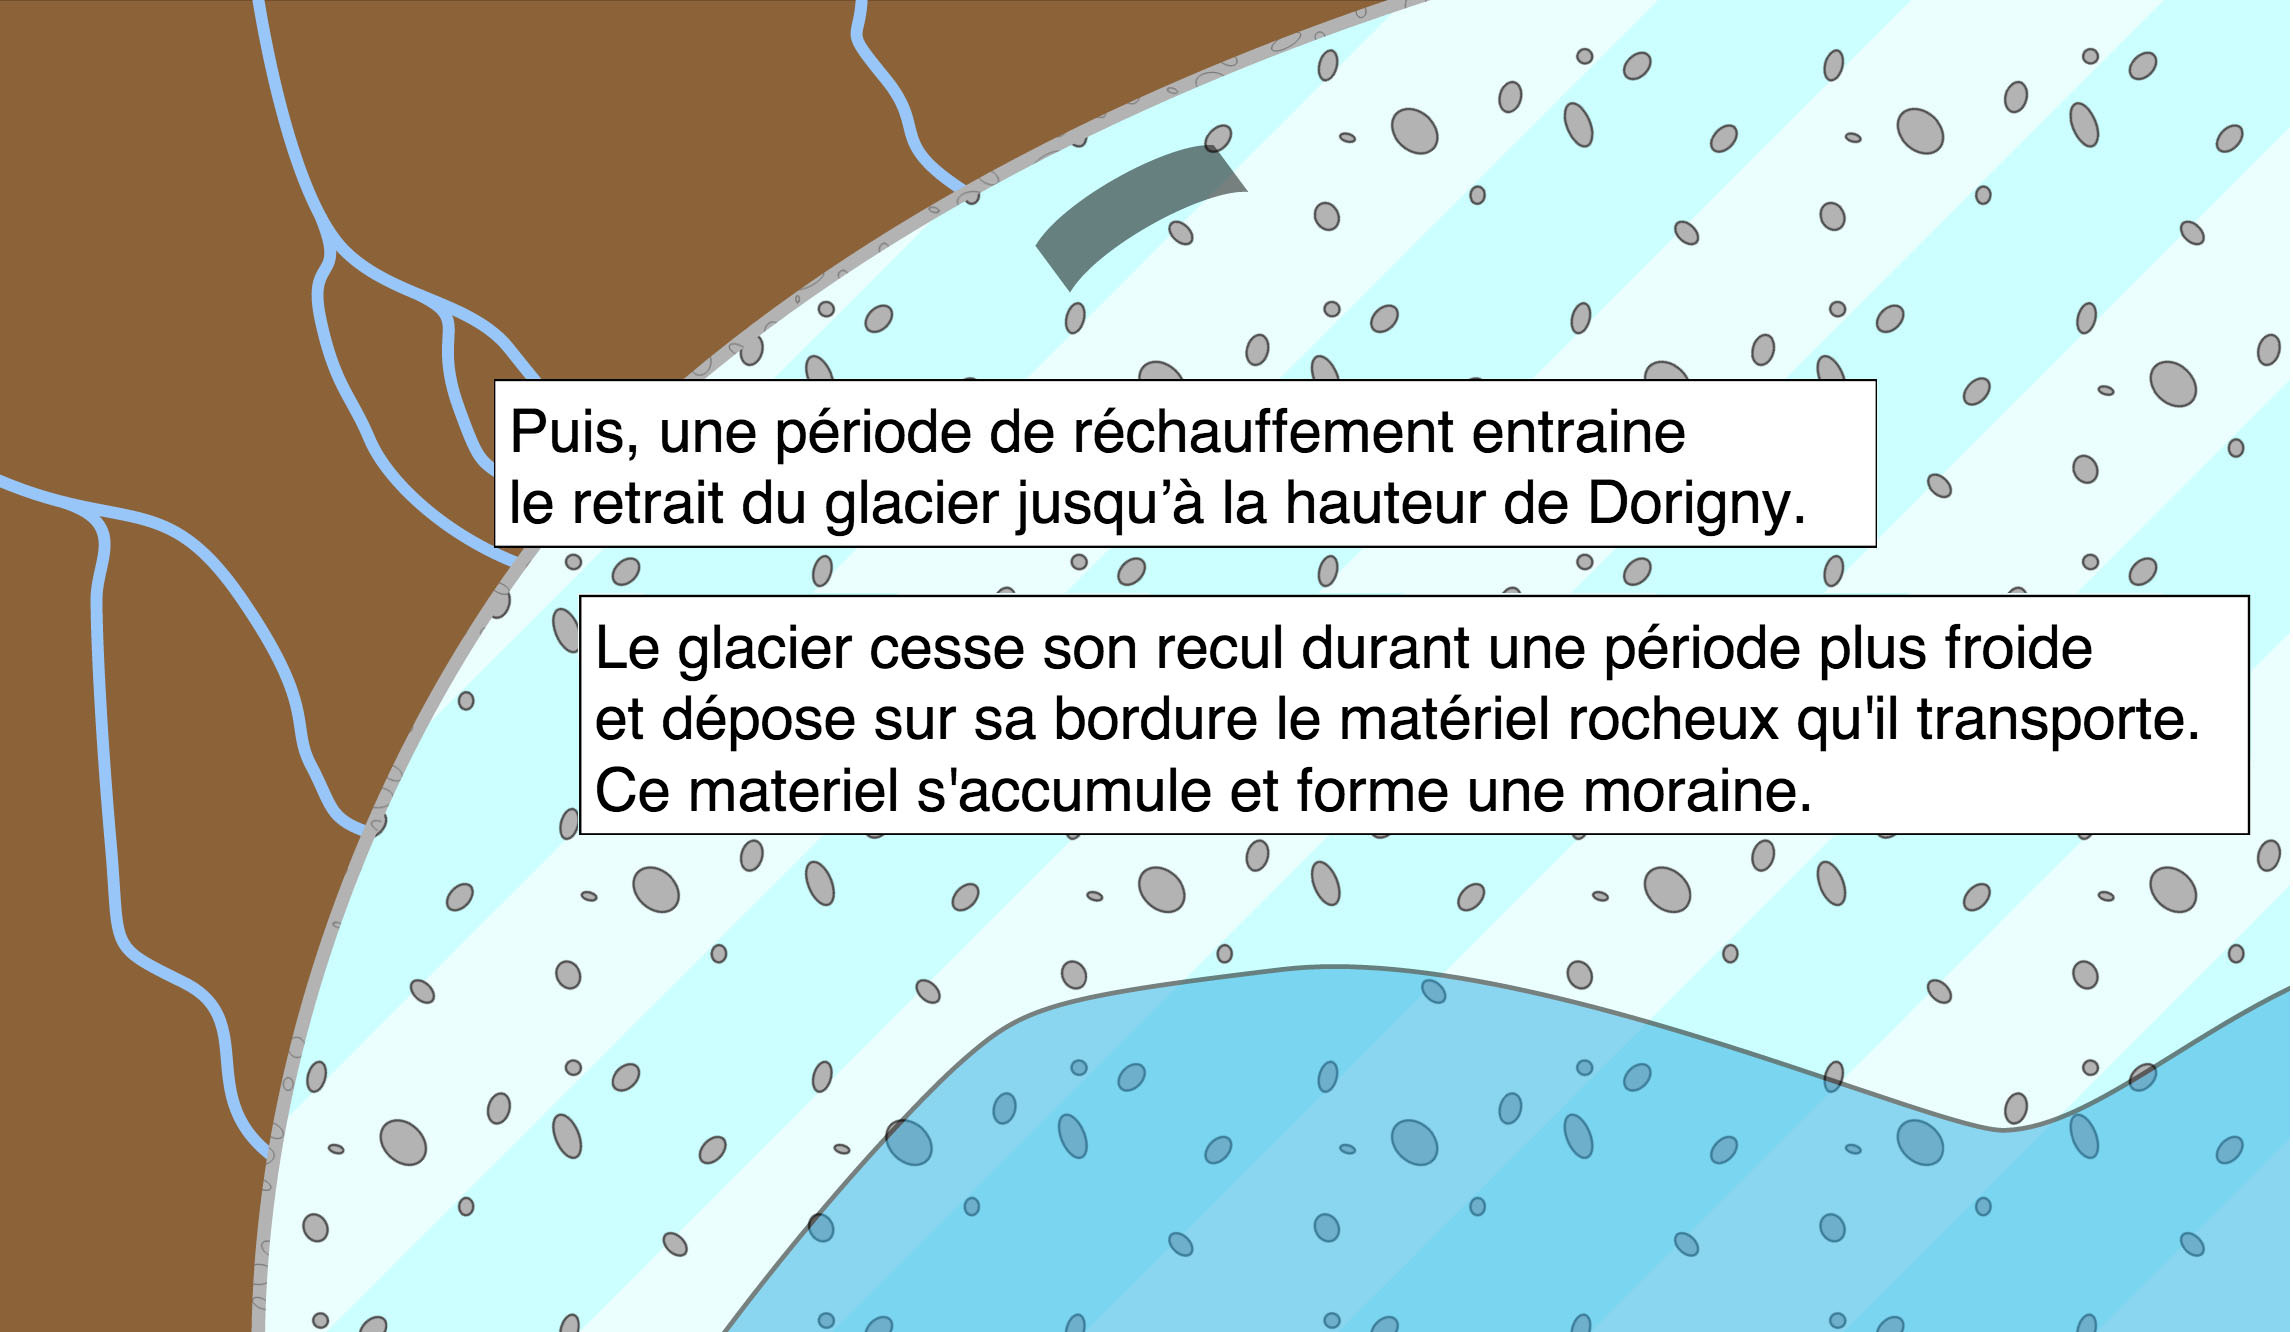 Puis, une période de réchauffement entraine
le retrait du glacier jusqu’à la hauteur de Dorigny.
Le glacier cesse son recul durant une période plus froide
et dépose sur sa bordure le matériel rocheux qu'il transporte.
Ce materiel s'accumule et forme une moraine.